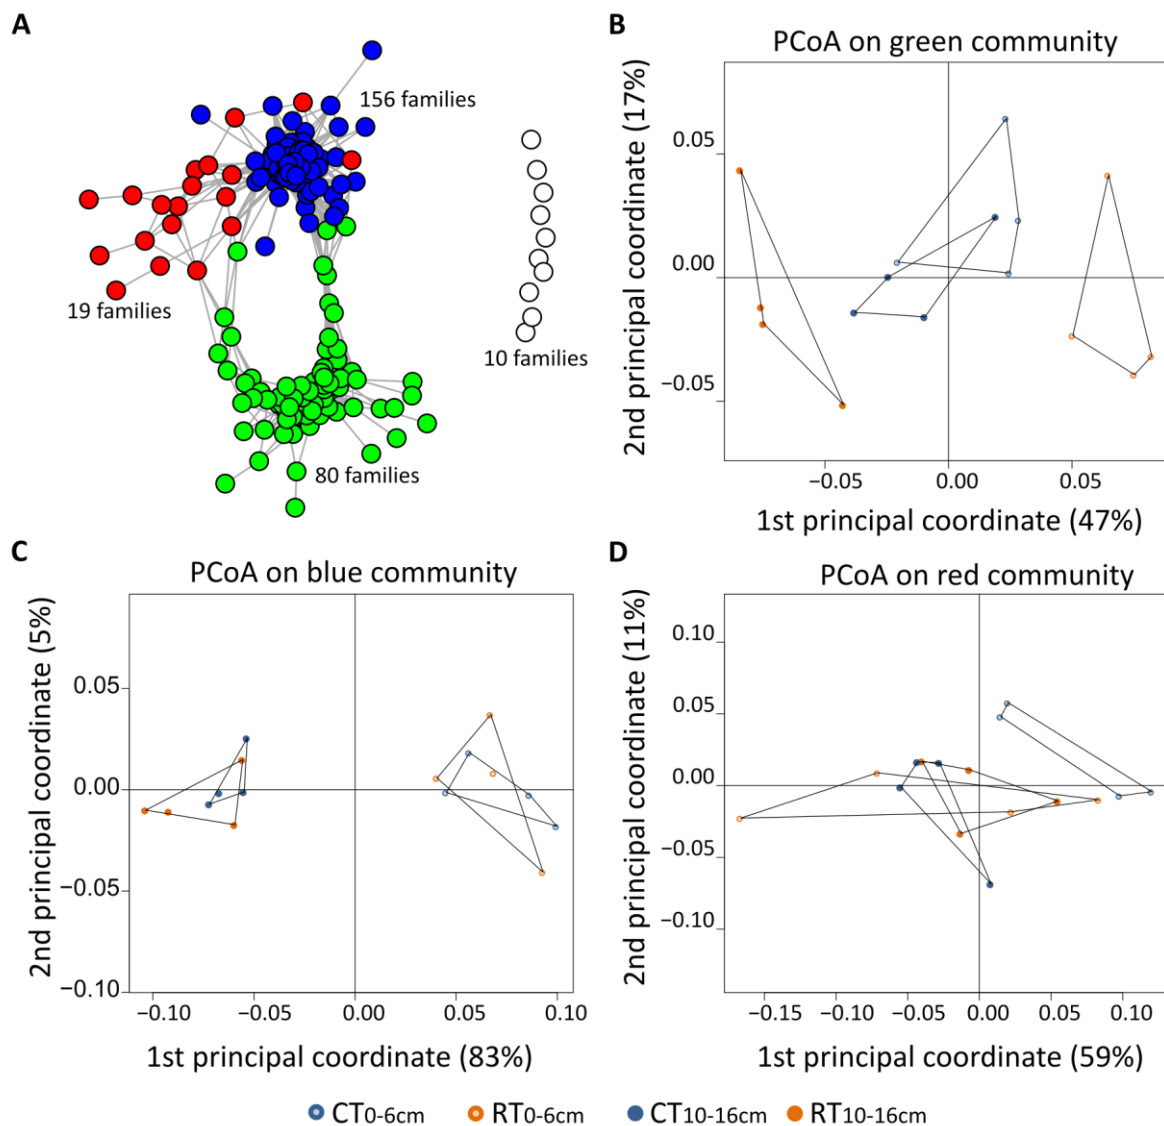 A
156 families
19 families
10 families
80 families
B
PCoA on green community
2nd principal coordinate (17%)
0.05
0.00
−0.05
−0.05
0.00
0.05
1st principal coordinate (47%)
C
PCoA on blue community
2nd principal coordinate (5%)
0.05
0.00
−0.05
−0.10
−0.10
−0.05
0.00
0.05
0.10
1st principal coordinate (83%)
D
PCoA on red community
2nd principal coordinate (11%)
0.10
0.05
0.00
−0.05
−0.10
−0.15
−0.10
−0.05
0.00
0.05
0.10
1st principal coordinate (59%)
CT0-6cm RT0-6cm CT10-16cm RT10-16cm